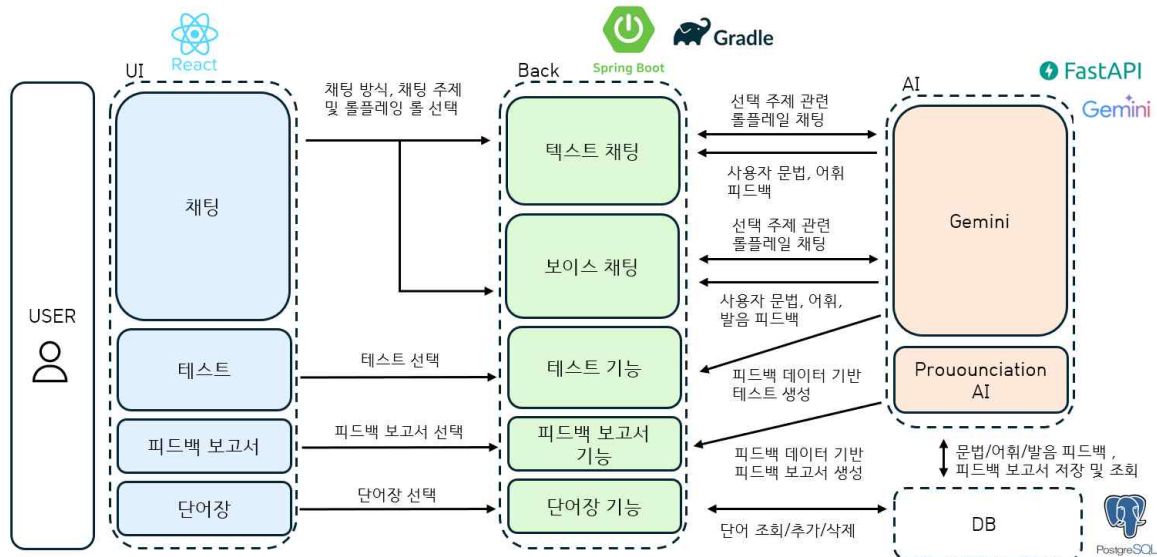 React
UI
Spring Boot
Gradle
Back
FastAPI
Gemini
AI
USER
채팅 방식, 채팅 주제
및 롤플레잉 롤 선택
채팅
테스트
피드백 보고서
단어장
테스트 선택
피드백 보고서 선택
단어장 선택
텍스트 채팅
보이스 채팅
테스트 기능
피드백 보고서
기능
단어장 기능
선택 주제 관련
롤플레일 채팅
사용자 문법, 어휘
피드백
선택 주제 관련
롤플레일 채팅
사용자 문법, 어휘,
발음 피드백
피드백 데이터 기반
테스트 생성
피드백 데이터 기반
피드백 보고서 생성
단어 조회/추가/삭제
Gemini
Prouounciation
AI
문법/어휘/발음 피드백 ,
피드백 보고서 저장 및 조회
DB
PostgreSQL